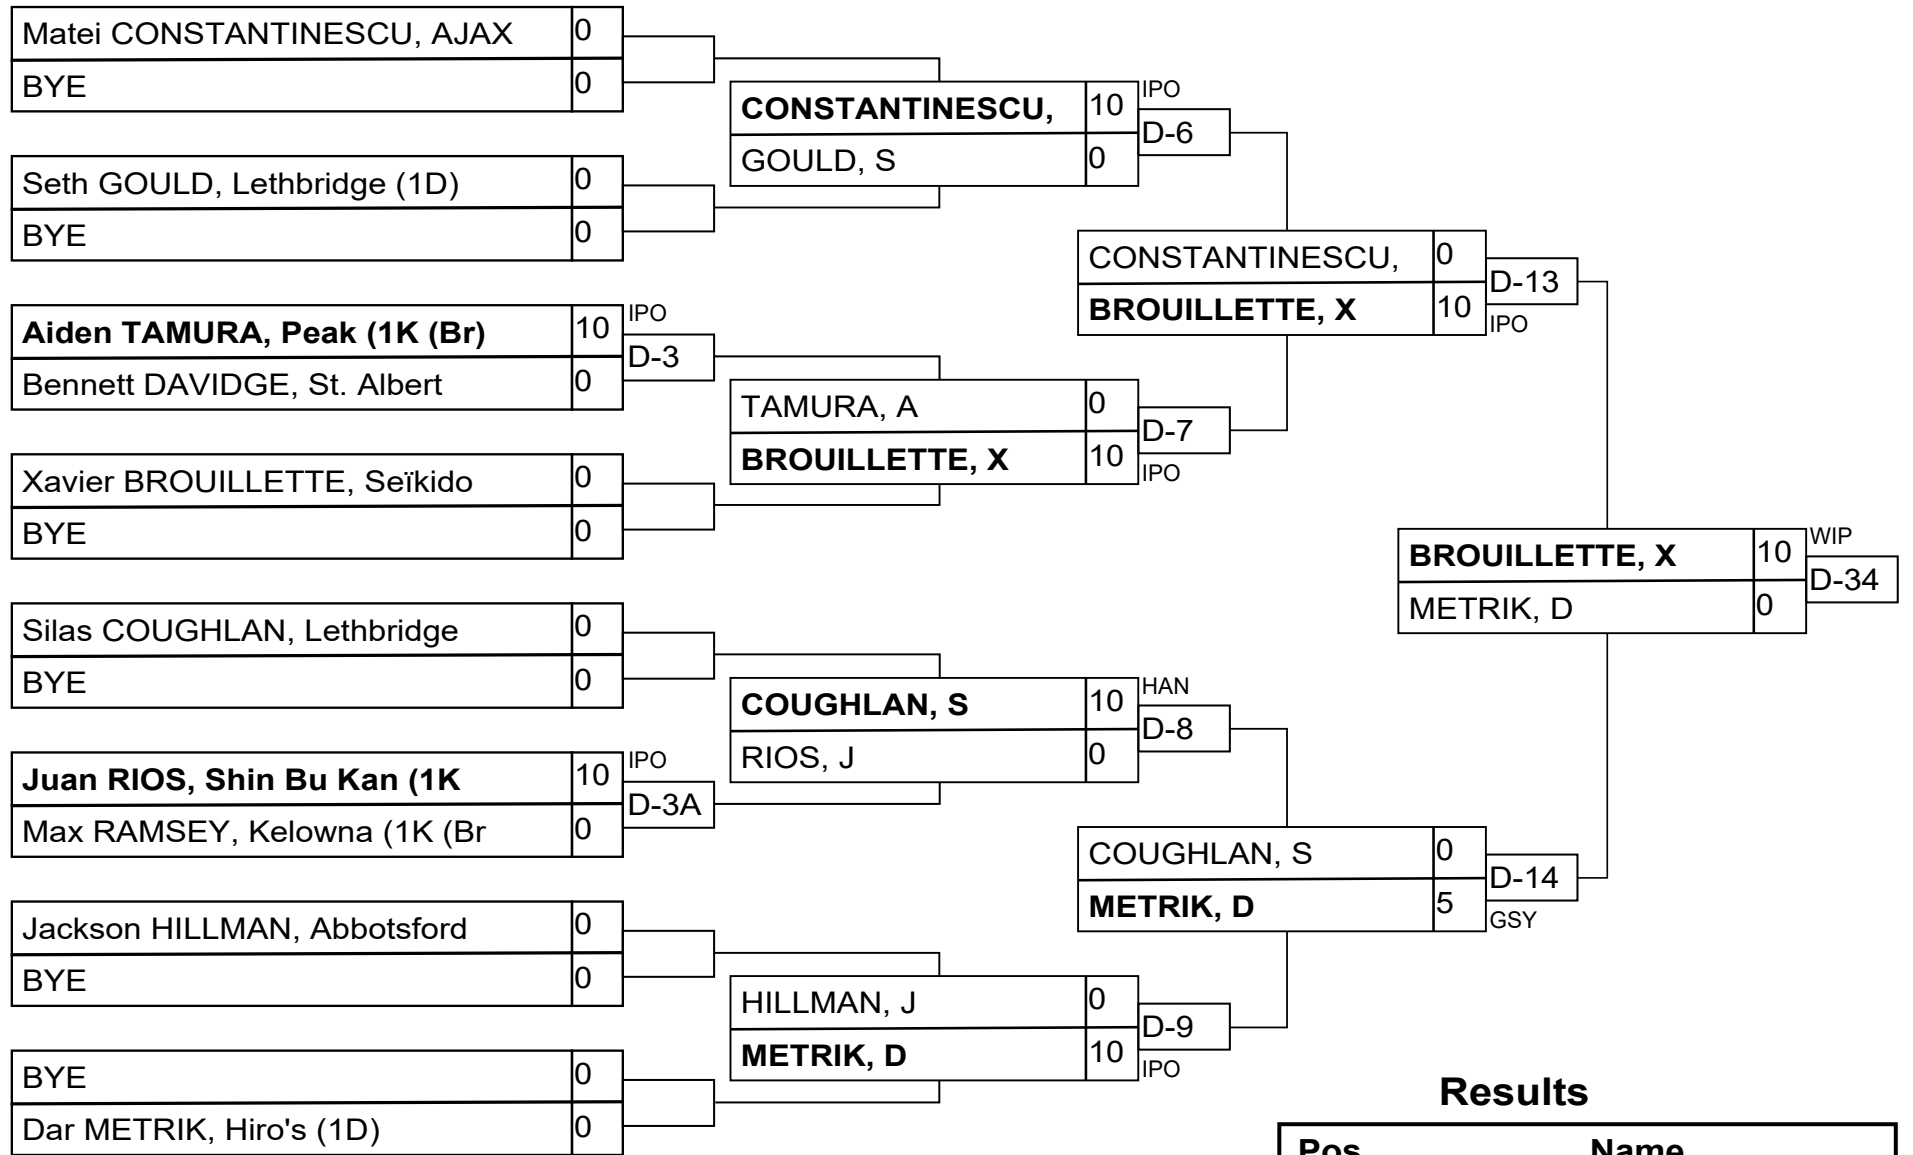 Matei CONSTANTINESCU, AJAX 0
BYE 0
Seth GOULD, Lethbridge (1D) 0
BYE 0
Aiden TAMURA, Peak (1K (Br) 10 IPO
D-3
Bennett DAVIDGE, St. Albert 0
Xavier BROUILLETTE, Seïkido 0
BYE 0
Silas COUGHLAN, Lethbridge 0
BYE 0
Juan RIOS, Shin Bu Kan (1K 10 IPO
D-3A
Max RAMSEY, Kelowna (1K (Br 0
Jackson HILLMAN, Abbotsford 0
BYE 0
BYE 0
Dar METRIK, Hiro's (1D) 0
CONSTANTINESCU, 10 IPO
D-6
GOULD, S 0
TAMURA, A 0
D-7
BROUILLETTE, X 10 IPO
COUGHLAN, S 10 HAN
D-8
RIOS, J 0
HILLMAN, J 0
D-9
METRIK, D 10 IPO
CONSTANTINESCU, 0
D-13
BROUILLETTE, X 10 IPO
COUGHLAN, S 0
D-14
METRIK, D 5 GSY
BROUILLETTE, X 10 WIP
D-34
METRIK, D 0
Results
Pos Name